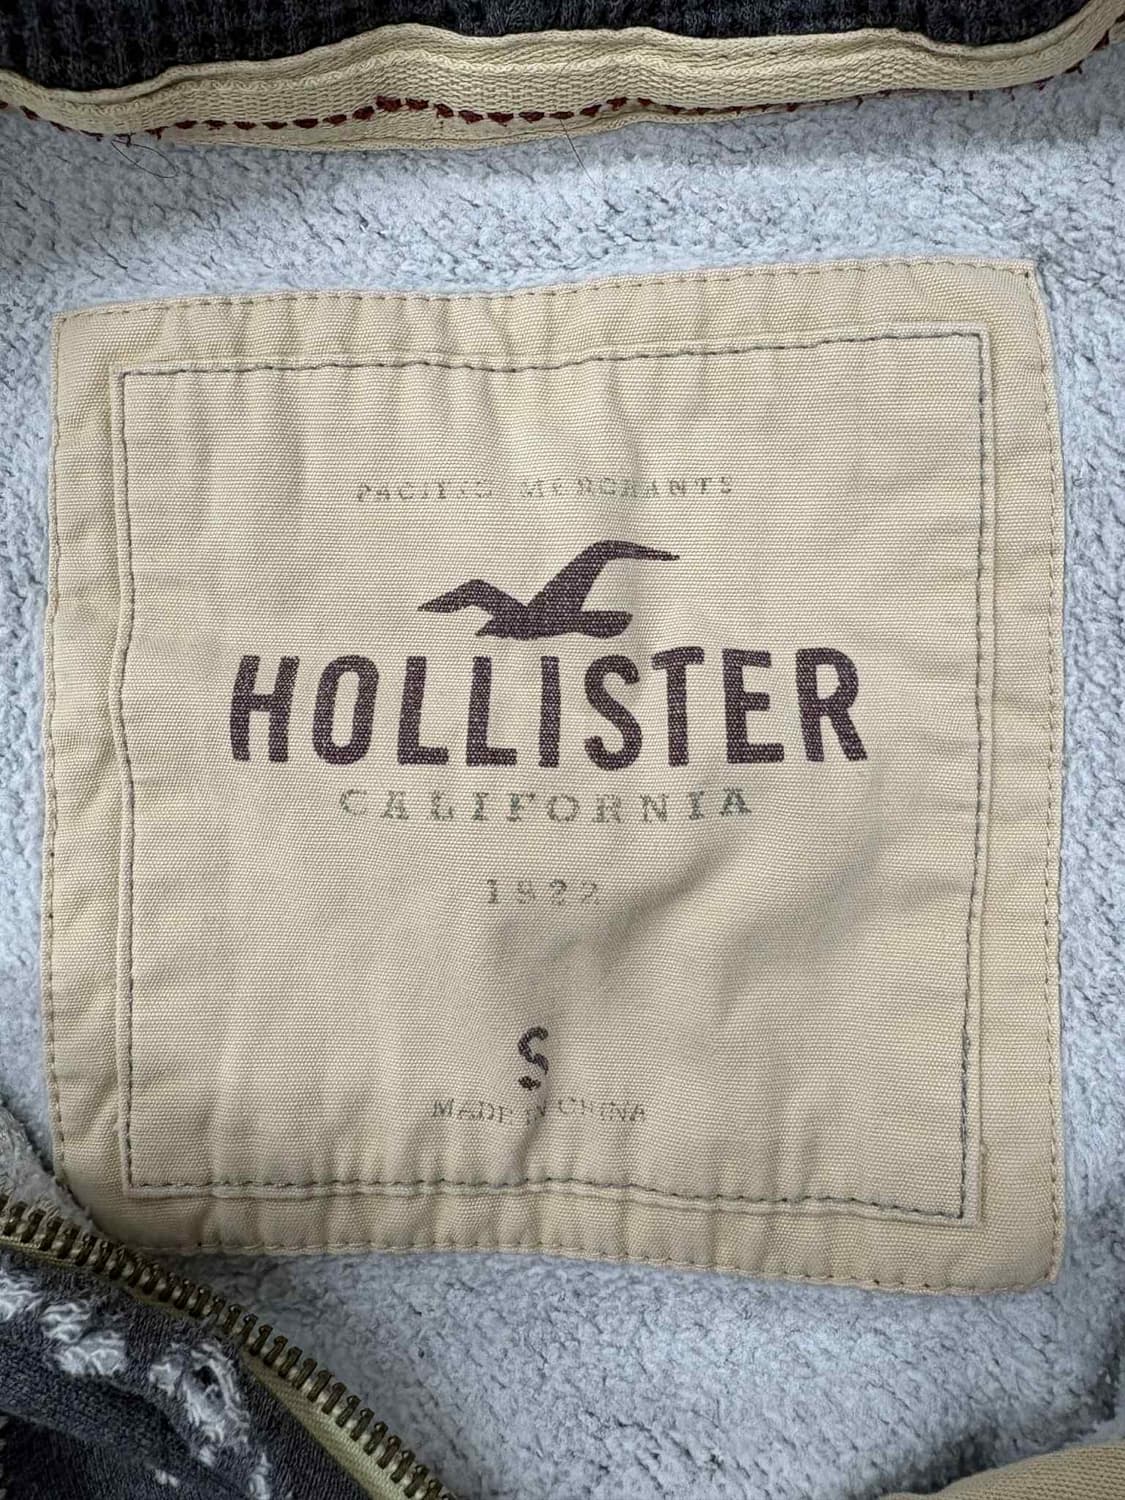 PACIFIC MERCHANTS
HOLLISTER
CALIFORNIA
1922
S
MADE IN CHINA